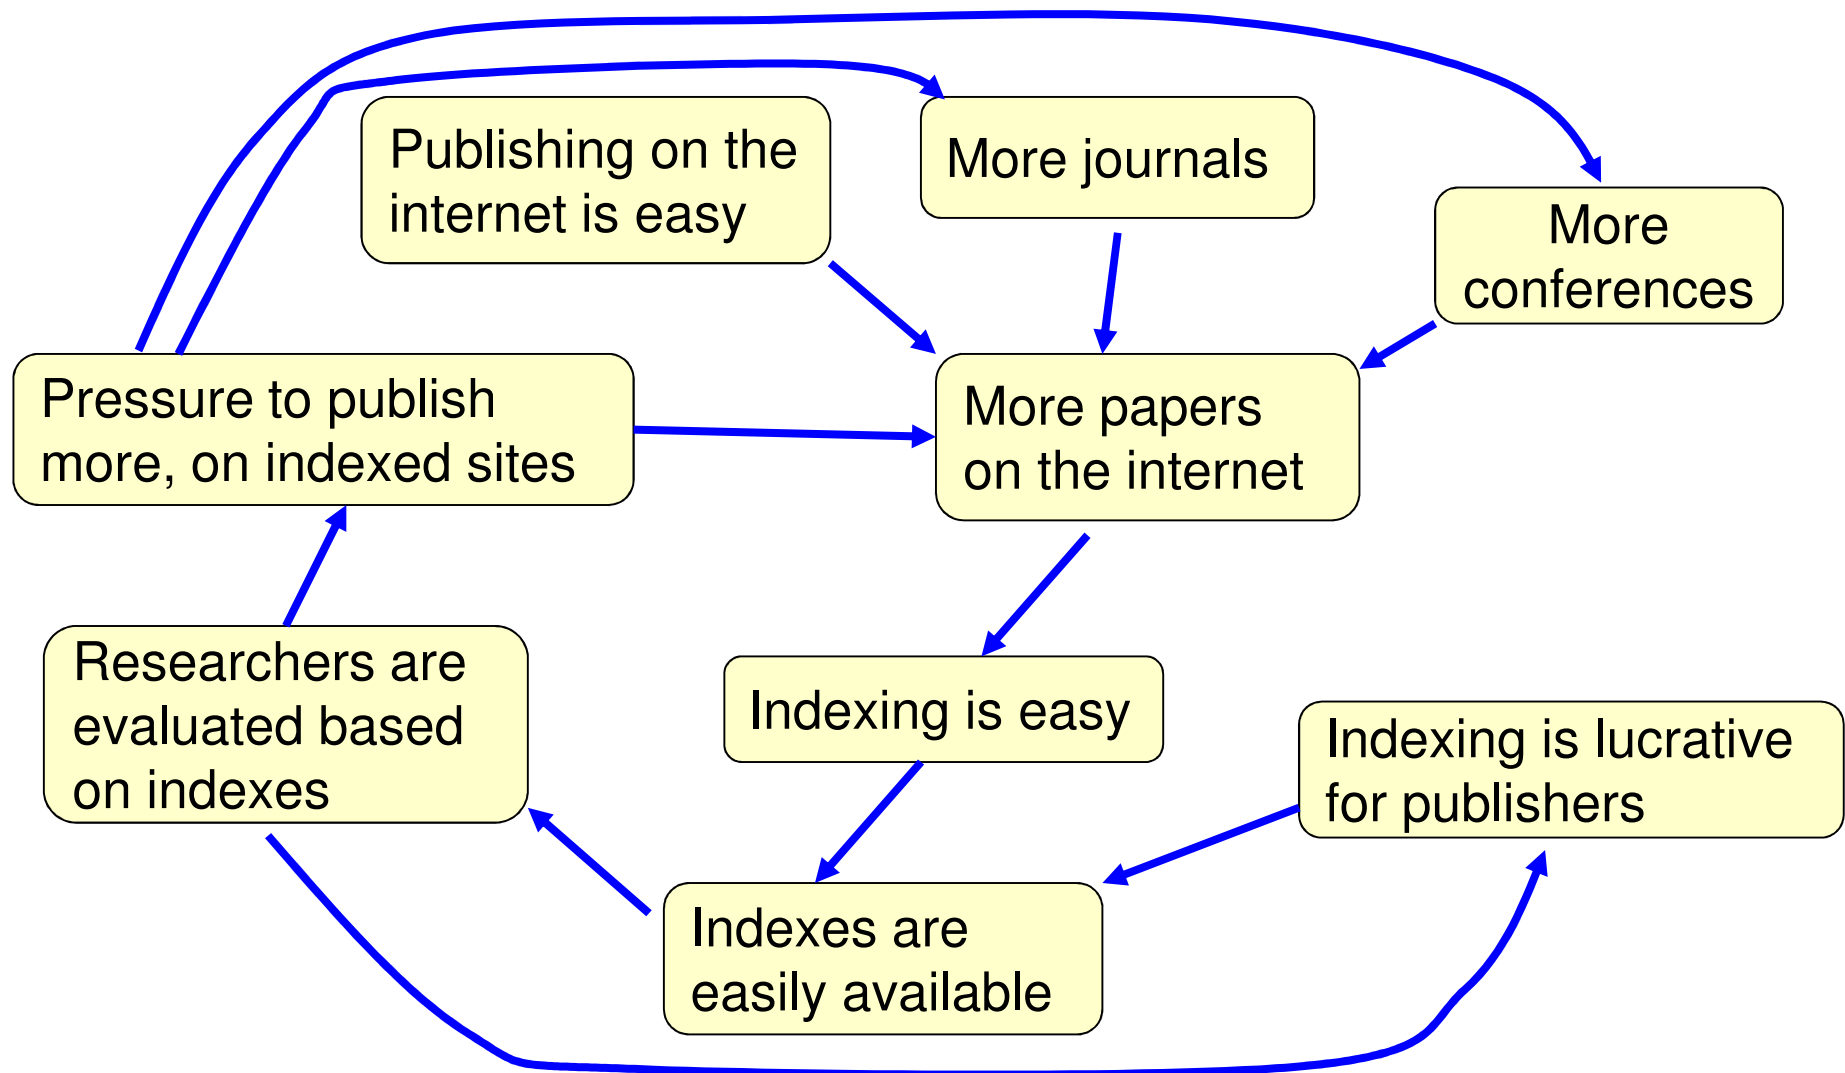 Publishing on the
internet is easy
More journals
More
conferences
Pressure to publish
more, on indexed sites
More papers
on the internet
Researchers are
evaluated based
on indexes
Indexing is easy
Indexing is lucrative
for publishers
Indexes are
easily available